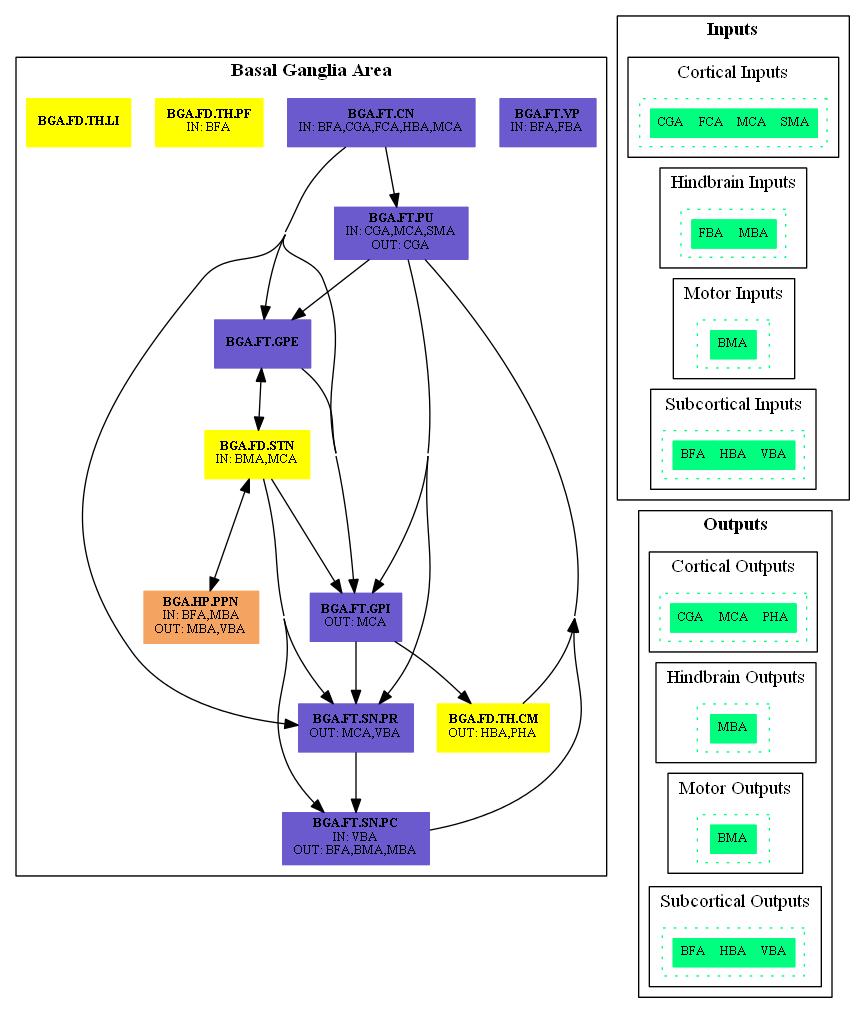 Basal Ganglia Area
BGA.FD.TH.LI
BGA.FD.TH.PF
IN: BFA
BGA.FT.CN
IN: BFA,CGA,FCA,HBA,MCA
BGA.FT.VP
IN: BFA,FBA
BGA.FT.PU
IN: CGA,MCA,SMA
OUT: CGA
BGA.FT.GPE
BGA.FD.STN
IN: BMA,MCA
BGA.HP.PPN
IN: BFA,MBA
OUT: MBA,VBA
BGA.FT.GPI
OUT: MCA
BGA.FT.SN.PR
OUT: MCA,VBA
BGA.FD.TH.CM
OUT: HBA,PHA
BGA.FT.SN.PC
IN: VBA
OUT: BFA,BMA,MBA
Inputs
Cortical Inputs
CGA FCA MCA SMA
Hindbrain Inputs
FBA MBA
Motor Inputs
BMA
Subcortical Inputs
BFA HBA VBA
Outputs
Cortical Outputs
CGA MCA PHA
Hindbrain Outputs
MBA
Motor Outputs
BMA
Subcortical Outputs
BFA HBA VBA